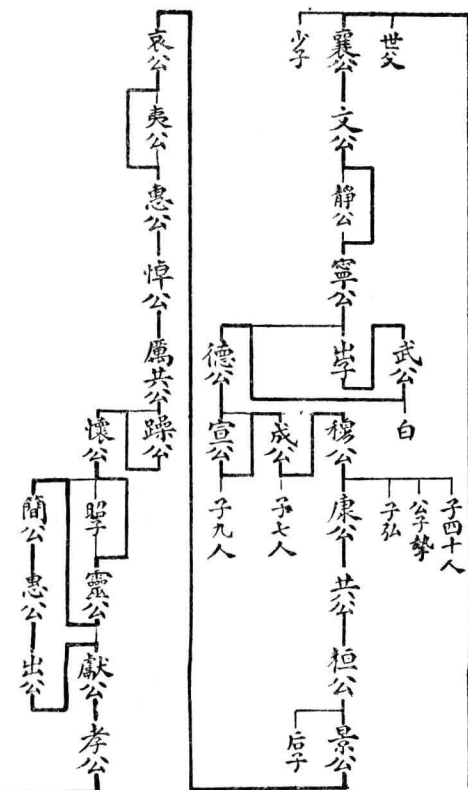 世父
襄公
少子
文公
靜公
寧公
武公
出子
德公
白
穆公
成公
宣公
子四十人
公子摯
子弘
康公
子七人
子九人
共公
桓公
景公
后子
哀公
夷公
惠公
悼公
厲共公
躁公
懷公
昭子
簡公
靈公
惠公
獻公
出公
孝公